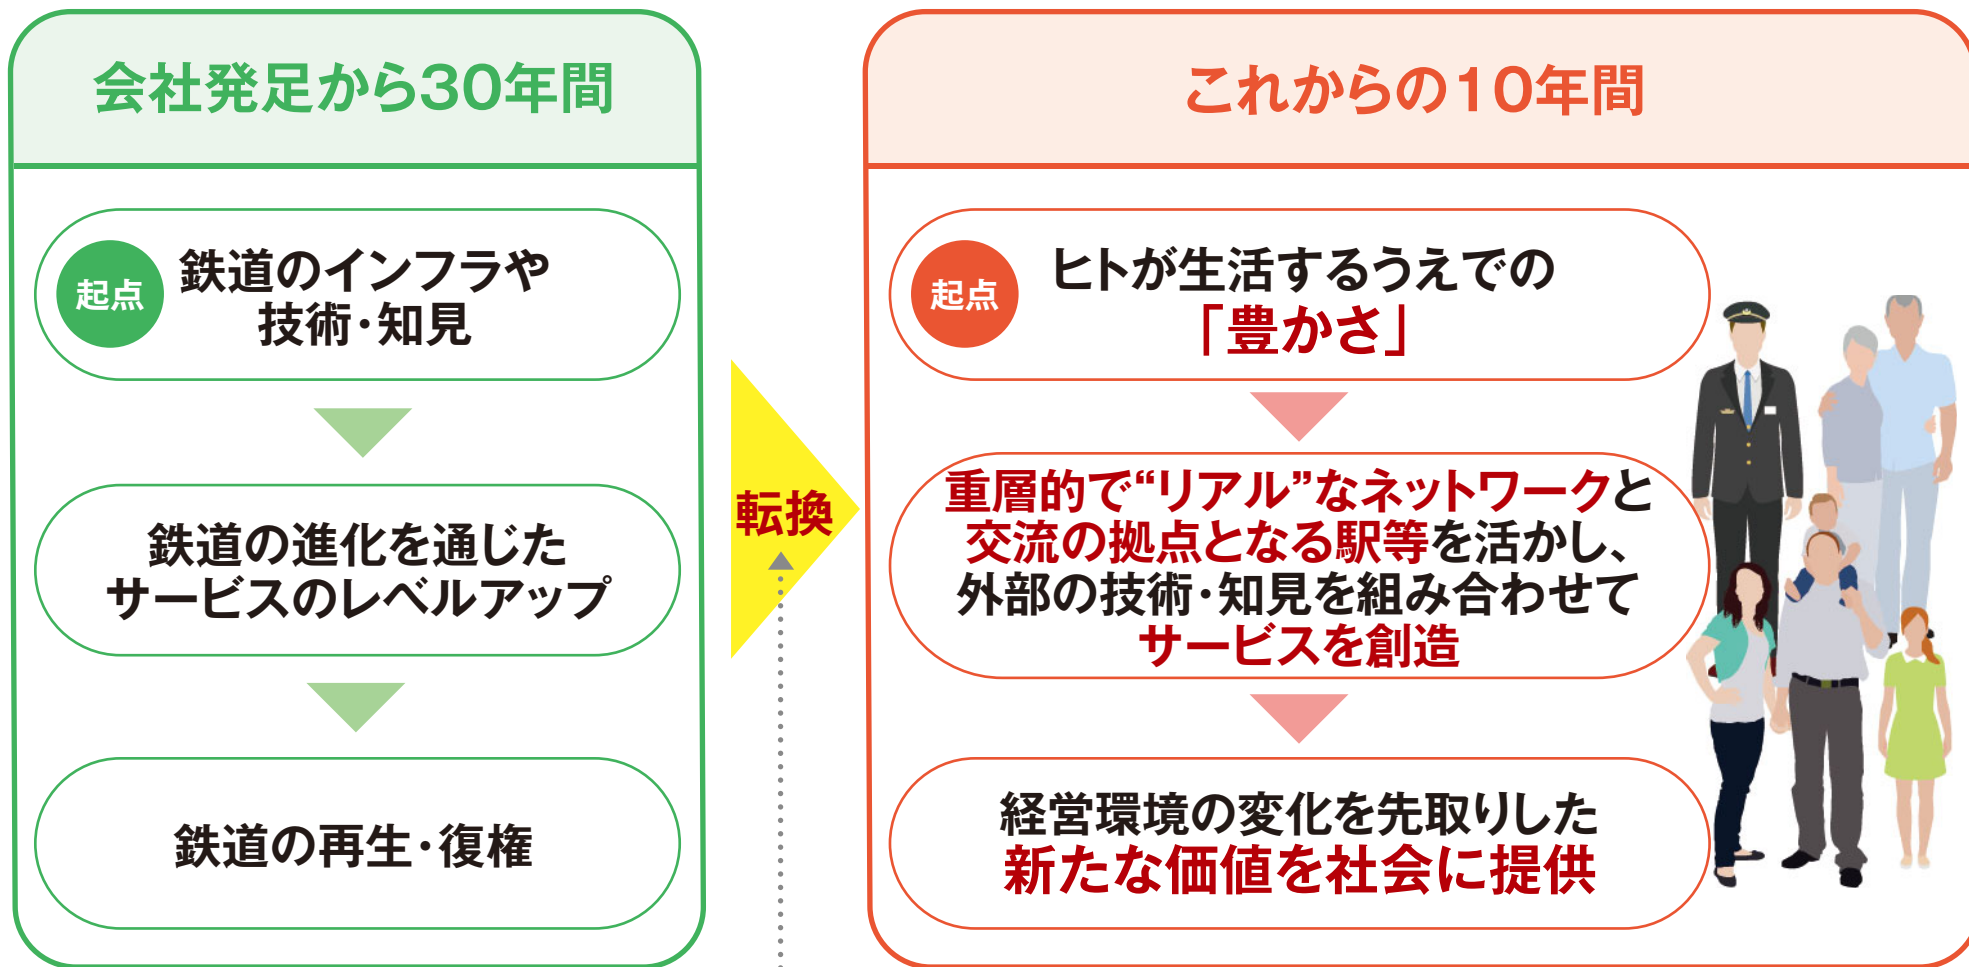 会社発足から30年間
起点
鉄道のインフラや
技術・知見
鉄道の進化を通じた
サービスのレベルアップ
鉄道の再生・復権
転換
これからの10年間
起点
ヒトが生活するうえでの
「豊かさ」
重層的で“リアル”なネットワークと
交流の拠点となる駅等を活かし、
外部の技術・知見を組み合わせて
サービスを創造
経営環境の変化を先取りした
新たな価値を社会に提供